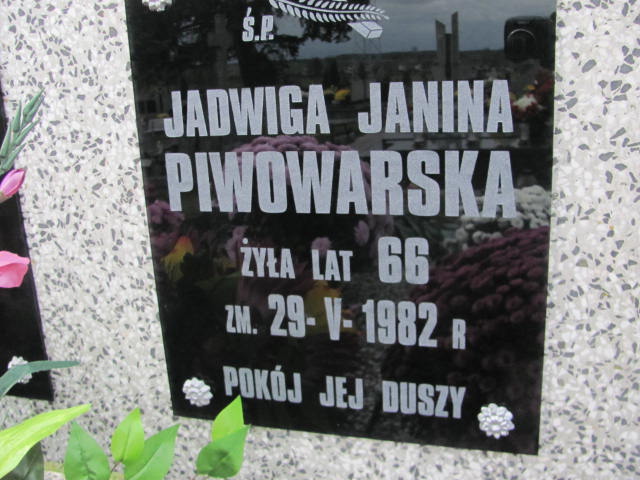 Ś.P.
JADWIGA JANINA
PIWOWARSKA
ŻYŁA LAT 66
ZM. 29-V-1982 R
POKÓJ JEJ DUSZY